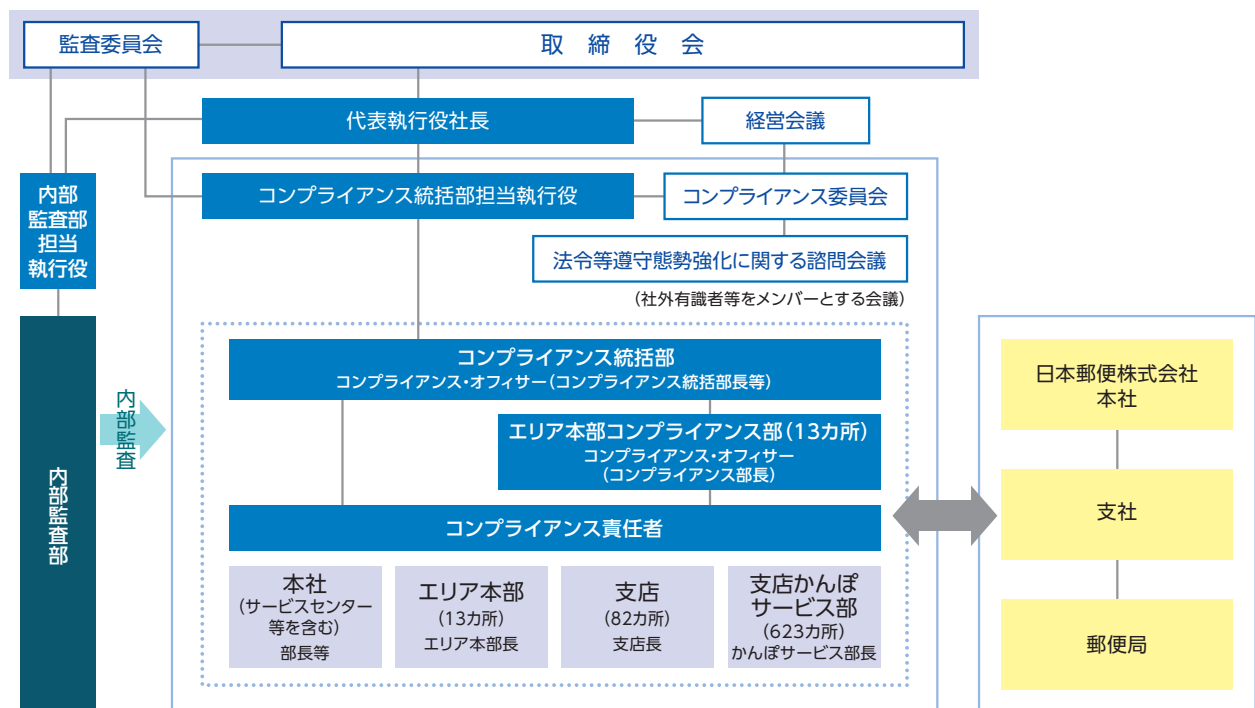 監査委員会
取締役会
代表執行役社長
経営会議
内部
監査部
担当
執行役
コンプライアンス統括部担当執行役
コンプライアンス委員会
法令等遵守態勢強化に関する諮問会議
(社外有識者等をメンバーとする会議)
内部監査部
内部監査
コンプライアンス統括部
コンプライアンス・オフィサー(コンプライアンス統括部長等)
エリア本部コンプライアンス部(13カ所)
コンプライアンス・オフィサー
(コンプライアンス部長)
コンプライアンス責任者
本社
(サービスセンター
等を含む)
部長等
エリア本部
(13カ所)
エリア本部長
支店
(82カ所)
支店長
支店かんぽ
サービス部
(623カ所)
かんぽサービス部長
日本郵便株式会社
本社
支社
郵便局